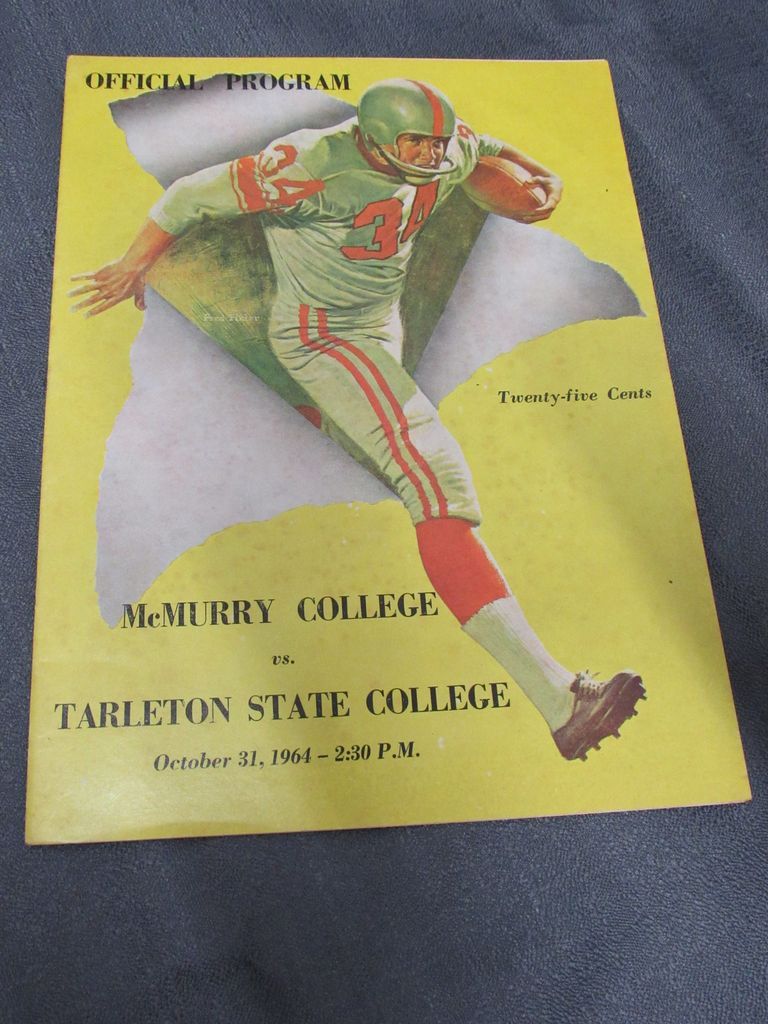 OFFICIAL PROGRAM
34
34
Twenty-five Cents
McMURRY COLLEGE
vs.
TARLETON STATE COLLEGE
October 31, 1964 – 2:30 P.M.